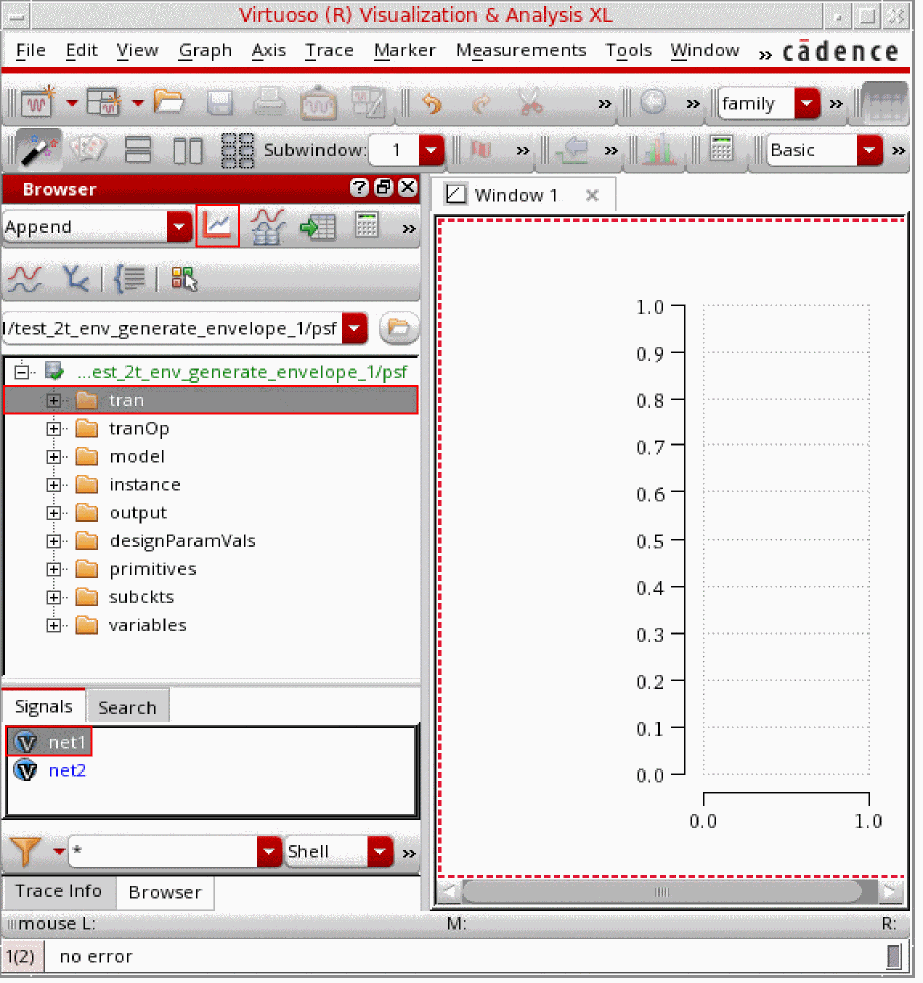 Virtuoso (R) Visualization & Analysis XL
File Edit View Graph Axis Trace Marker Measurements Tools Window » cādence
» » family »
Subwindow: 1 » » Basic »
Browser
Window 1
Append »
l/test_2t_env_generate_envelope_1/psf
...est_2t_env_generate_envelope_1/psf
tran
tranOp
model
instance
output
designParamVals
primitives
subckts
variables
1.0
0.9
0.8
0.7
0.6
0.5
0.4
0.3
0.2
0.1
0.0
0.0 1.0
Signals Search
net1
net2
* Shell »
Trace Info Browser
mouse L: M: R:
1(2) no error